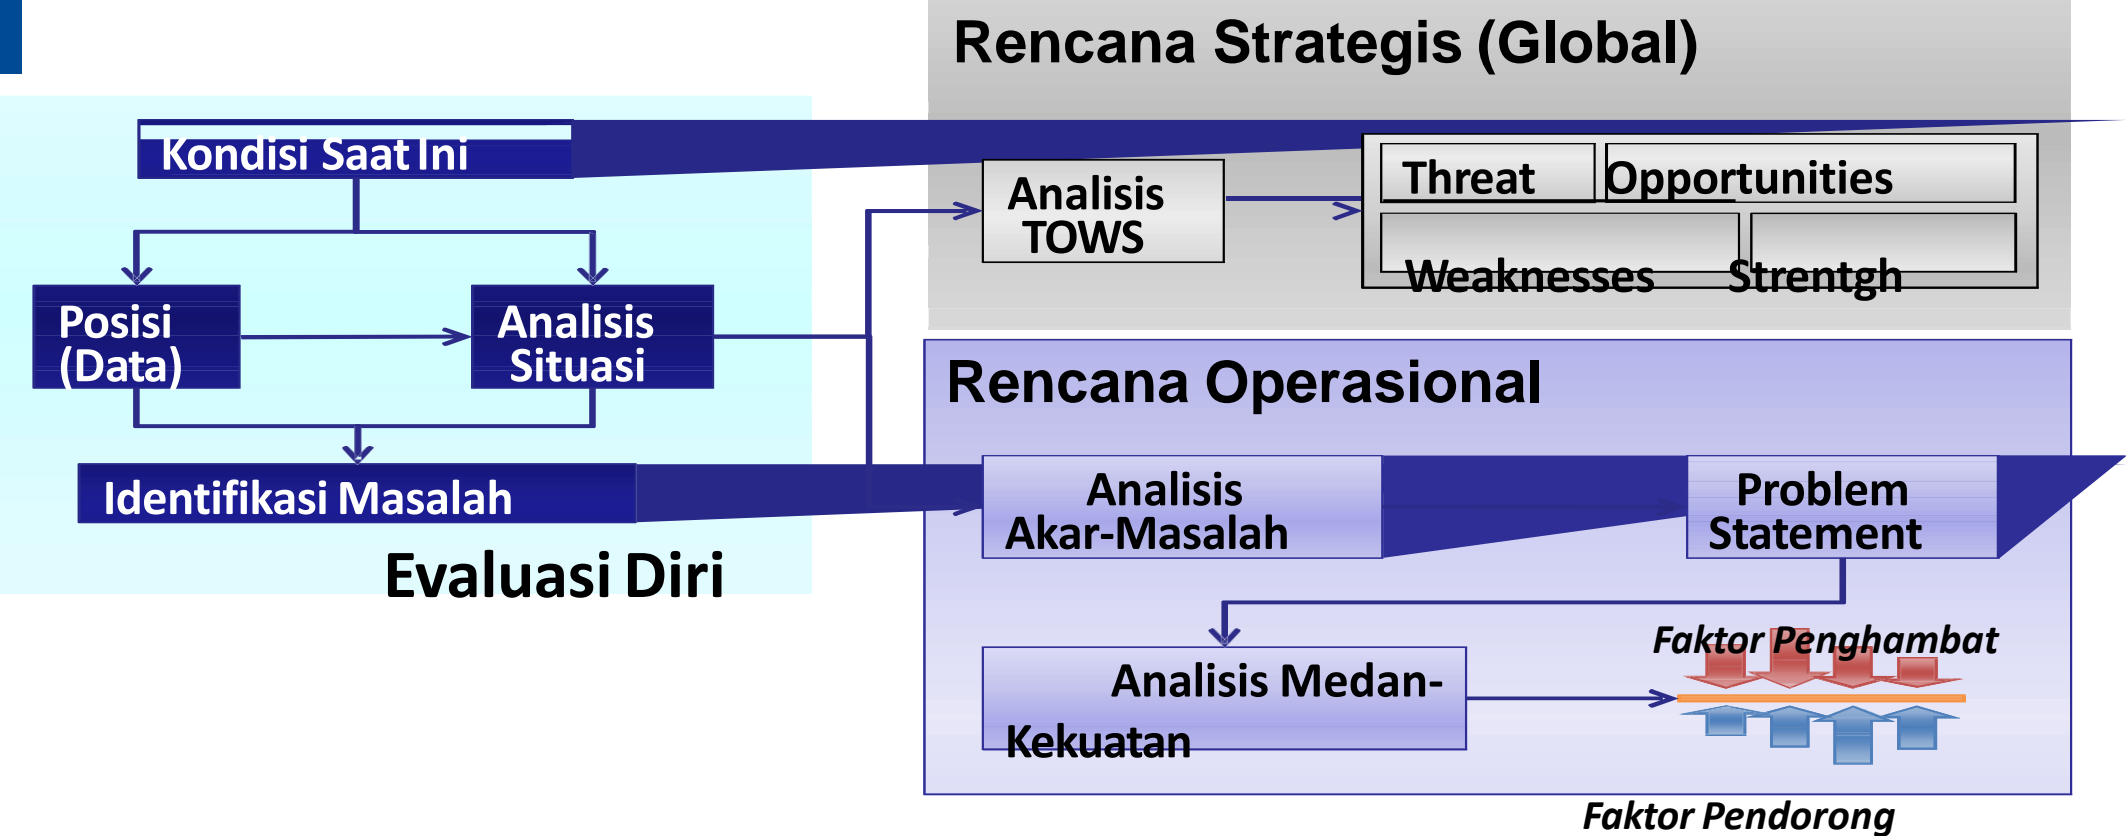 Rencana Strategis (Global)
Kondisi Saat Ini
Analisis
TOWS
Threat
Opportunities
Weaknesses
Strentgh
Posisi
(Data)
Analisis
Situasi
Identifikasi Masalah
Evaluasi Diri
Rencana Operasional
Analisis
Akar-Masalah
Problem
Statement
Analisis Medan-
Kekuatan
Faktor Penghambat
Faktor Pendorong